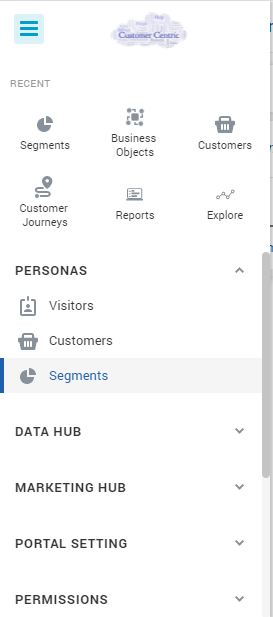 Customer Centric
RECENT
Segments
Business
Objects
Customers
Customer
Journeys
Reports
Explore
PERSONAS
Visitors
Customers
Segments
DATA HUB
MARKETING HUB
PORTAL SETTING
PERMISSIONS